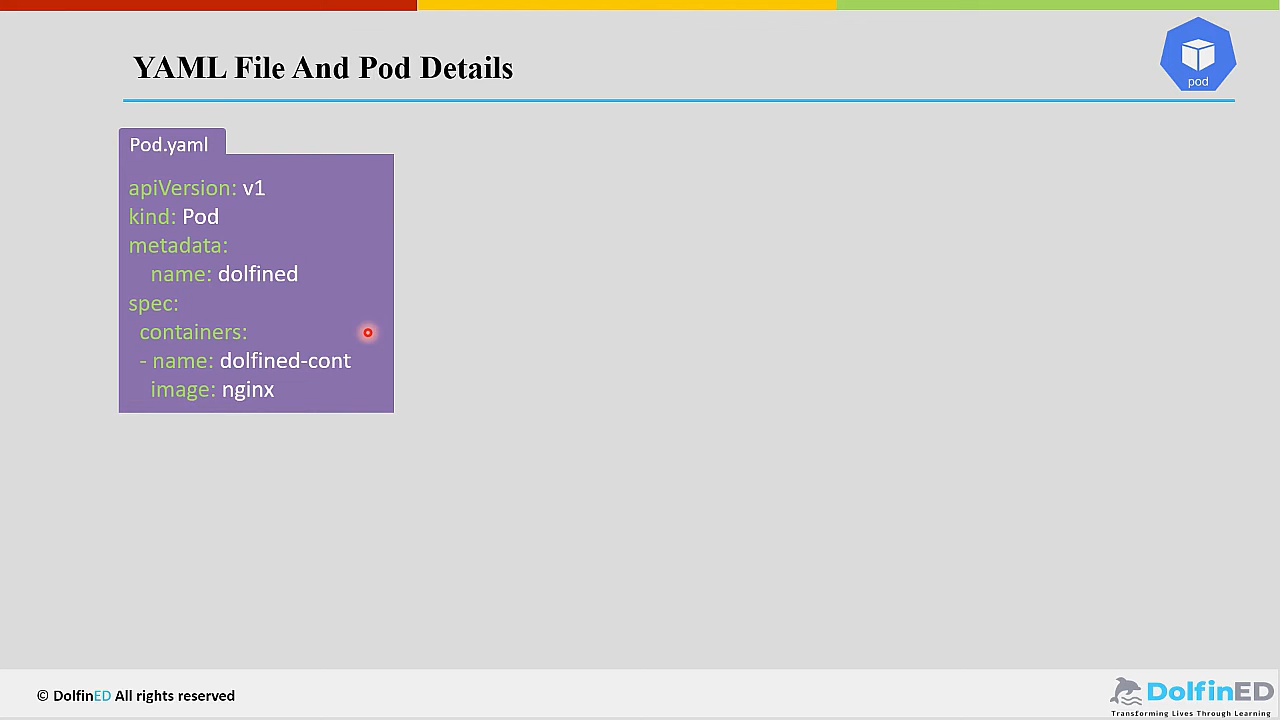 YAML File And Pod Details
pod
Pod.yaml
apiVersion: v1
kind: Pod
metadata:
name: dolfined
spec:
containers:
- name: dolfined-cont
image: nginx
© DolfinED All rights reserved
DolfinED
Transforming Lives Through Learning